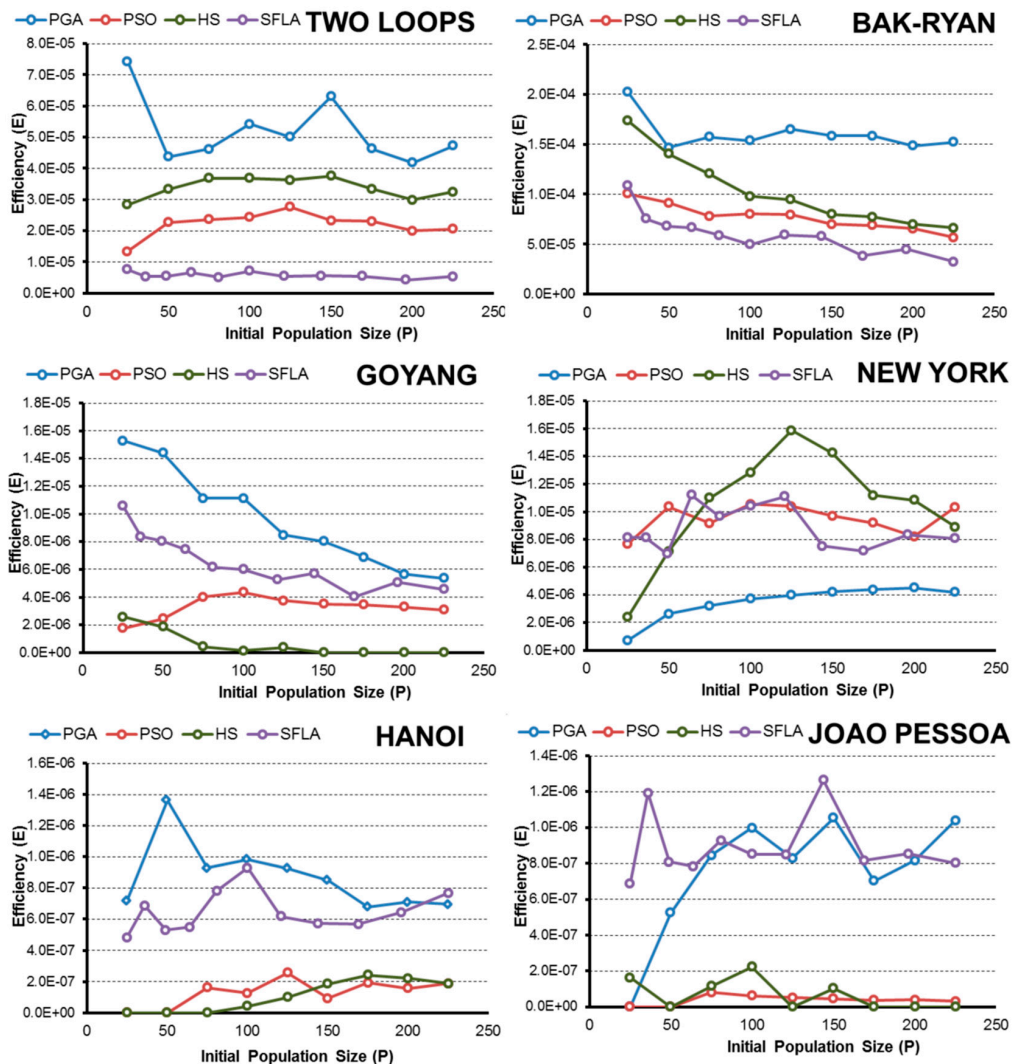 TWO LOOPS
PGA PSO HS SFLA
8.0E-05
7.0E-05
6.0E-05
5.0E-05
4.0E-05
3.0E-05
2.0E-05
1.0E-05
0.0E+00
Efficiency (E)
0 50 100 150 200 250
Initial Population Size (P)
BAK-RYAN
PGA PSO HS SFLA
2.5E-04
2.0E-04
1.5E-04
1.0E-04
5.0E-05
0.0E+00
Efficiency (E)
0 50 100 150 200 250
Initial Population Size (P)
PGA PSO HS SFLA
GOYANG
1.8E-05
1.6E-05
1.4E-05
1.2E-05
1.0E-05
8.0E-06
6.0E-06
4.0E-06
2.0E-06
0.0E+00
Efficiency (E)
0 50 100 150 200 250
Initial Population Size (P)
PGA PSO HS SFLA
NEW YORK
1.8E-05
1.6E-05
1.4E-05
1.2E-05
1.0E-05
8.0E-06
6.0E-06
4.0E-06
2.0E-06
0.0E+00
Efficiency (E)
0 50 100 150 200 250
Initial Population Size (P)
PGA PSO HS SFLA
HANOI
1.6E-06
1.4E-06
1.2E-06
1.0E-06
8.0E-07
6.0E-07
4.0E-07
2.0E-07
0.0E+00
Efficiency (E)
0 50 100 150 200 250
Initial Population Size (P)
PGA PSO HS SFLA
JOAO PESSOA
1.4E-06
1.2E-06
1.0E-06
8.0E-07
6.0E-07
4.0E-07
2.0E-07
0.0E+00
Efficiency (E)
0 50 100 150 200 250
Initial Population Size (P)